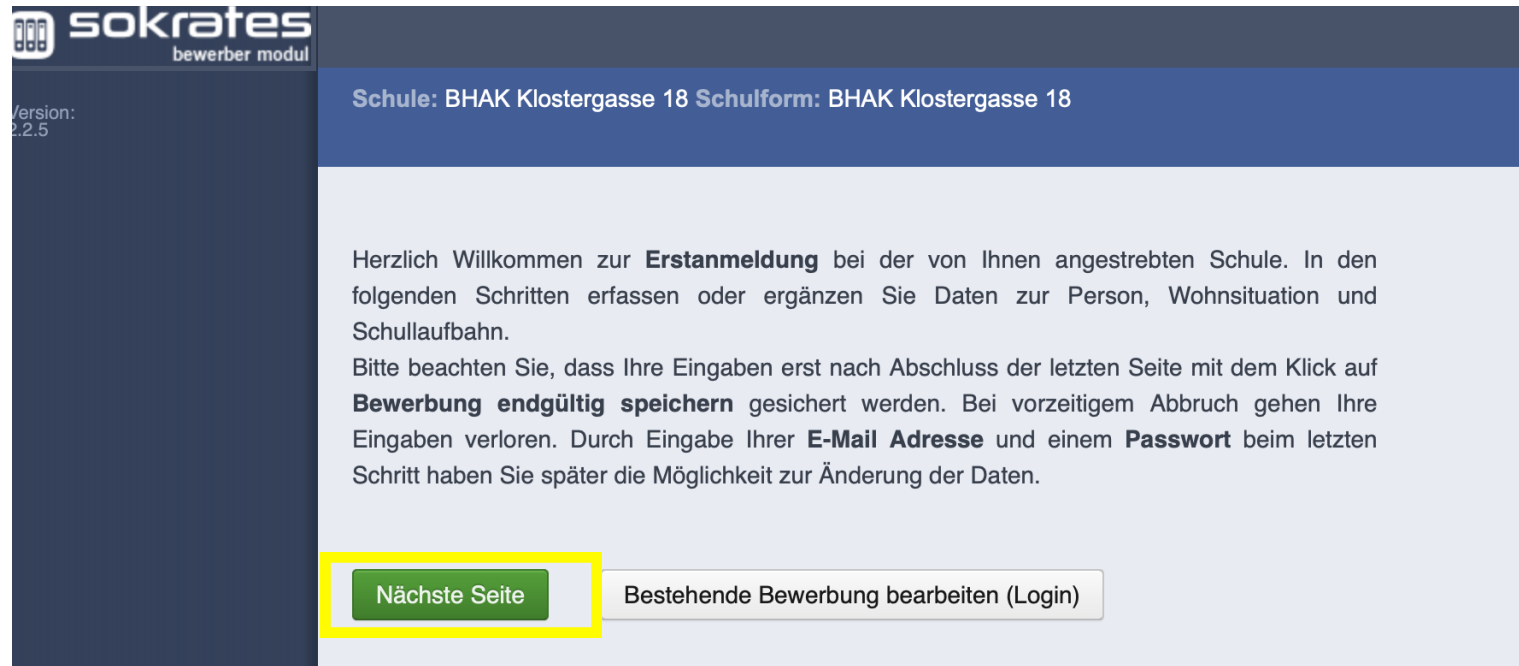 sokrates
bewerber modul
Version:
2.2.5
Schule: BHAK Klostergasse 18 Schulform: BHAK Klostergasse 18
Herzlich Willkommen zur Erstanmeldung bei der von Ihnen angestrebten Schule. In den
folgenden Schritten erfassen oder ergänzen Sie Daten zur Person, Wohnsituation und
Schullaufbahn.
Bitte beachten Sie, dass Ihre Eingaben erst nach Abschluss der letzten Seite mit dem Klick auf
Bewerbung endgültig speichern gesichert werden. Bei vorzeitigem Abbruch gehen Ihre
Eingaben verloren. Durch Eingabe Ihrer E-Mail Adresse und einem Passwort beim letzten
Schritt haben Sie später die Möglichkeit zur Änderung der Daten.
Nächste Seite
Bestehende Bewerbung bearbeiten (Login)